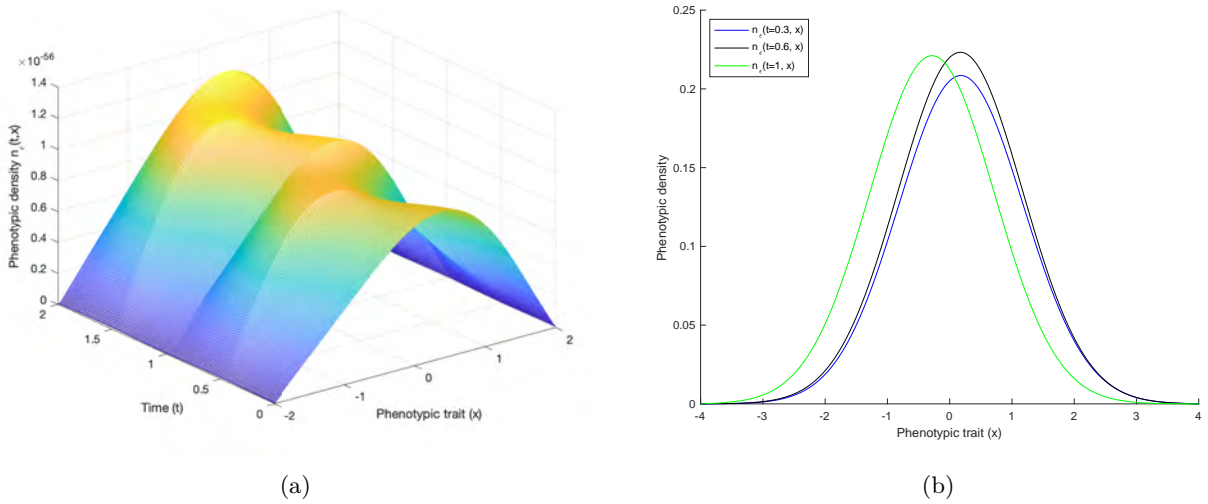 ×10⁻⁵⁶
1.4
1.2
1
0.8
0.6
0.4
0.2
0
Phenotypic density n_ϵ(t,x)
2
1.5
1
0.5
0
Time (t)
-2
-1
0
1
2
Phenotypic trait (x)
(a)
0.25
0.2
0.15
0.1
0.05
0
Phenotypic density
n_ϵ(t=0.3, x)
n_ϵ(t=0.6, x)
n_ϵ(t=1, x)
-4 -3 -2 -1 0 1 2 3 4
Phenotypic trait (x)
(b)